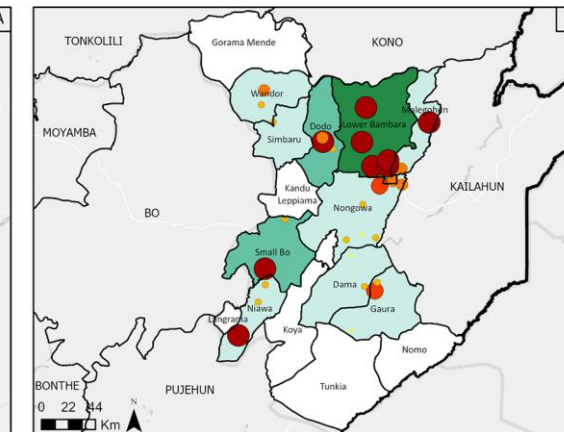 A
TONKOLILI
Gorama Mende
KONO
Wandor
Malegohun
MOYAMBA
Simbaru
Dodo
Lower Bambara
Kandu
Leppiama
KAILAHUN
BO
Nongowa
Small Bo
Dama
Niawa
Gaura
Langrama
Koya
Nomo
BONTHE
PUJEHUN
Tunkia
0 22 44
Km
N